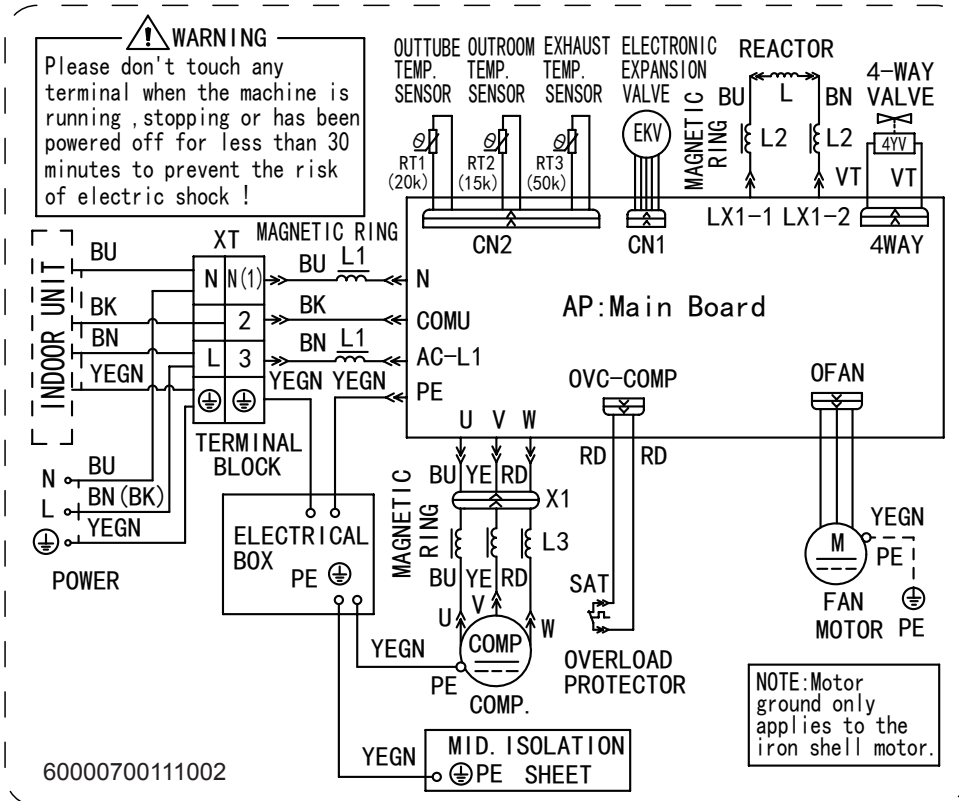 WARNING
Please don't touch any
terminal when the machine is
running ,stopping or has been
powered off for less than 30
minutes to prevent the risk
of electric shock !
OUTTUBE
TEMP.
SENSOR
OUTROOM
TEMP.
SENSOR
EXHAUST
TEMP.
SENSOR
ELECTRONIC
EXPANSION
VALVE
REACTOR
4-WAY
VALVE
RT1
(20k)
RT2
(15k)
RT3
(50k)
EKV
MAGNETIC
RING
BU
L
BN
L2
L2
4YV
VT
VT
CN2
CN1
LX1-1
LX1-2
4WAY
AP:Main Board
INDOOR UNIT
BU
BK
BN
YEGN
XT
N
N(1)
2
L
3
TERMINAL
BLOCK
MAGNETIC RING
BU
L1
BK
BN
L1
YEGN
YEGN
N
COMU
AC-L1
PE
U
V
W
OVC-COMP
OFAN
N
BU
L
BN(BK)
YEGN
POWER
ELECTRICAL
BOX
PE
MAGNETIC
RING
BU
YE
RD
X1
L3
BU
YE
RD
U
V
W
COMP
PE
COMP.
YEGN
RD
RD
SAT
OVERLOAD
PROTECTOR
M
YEGN
PE
FAN
MOTOR
PE
NOTE:Motor
ground only
applies to the
iron shell motor.
YEGN
MID. ISOLATION
PE SHEET
60000700111002